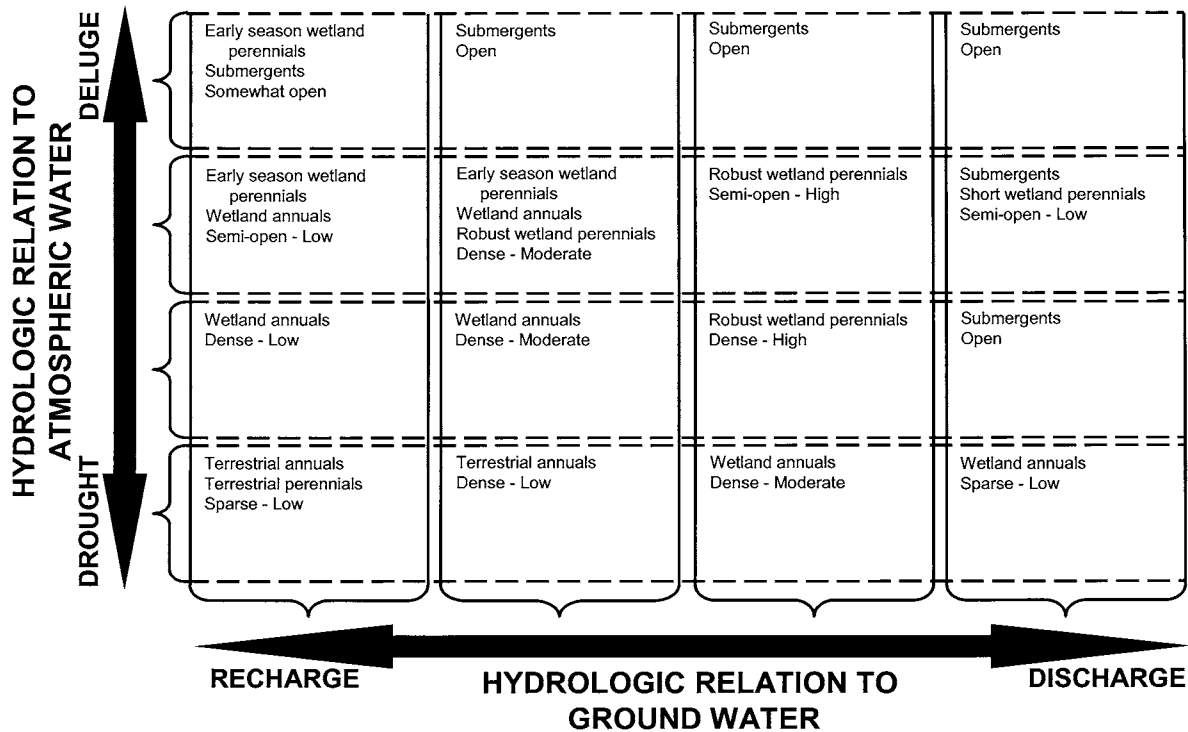 HYDROLOGIC RELATION TO
ATMOSPHERIC WATER
DELUGE
DROUGHT
Early season wetland
perennials
Submergents
Somewhat open
Submergents
Open
Submergents
Open
Submergents
Open
Early season wetland
perennials
Wetland annuals
Semi-open - Low
Early season wetland
perennials
Wetland annuals
Robust wetland perennials
Dense - Moderate
Robust wetland perennials
Semi-open - High
Submergents
Short wetland perennials
Semi-open - Low
Wetland annuals
Dense - Low
Wetland annuals
Dense - Moderate
Robust wetland perennials
Dense - High
Submergents
Open
Terrestrial annuals
Terrestrial perennials
Sparse - Low
Terrestrial annuals
Dense - Low
Wetland annuals
Dense - Moderate
Wetland annuals
Sparse - Low
RECHARGE
HYDROLOGIC RELATION TO
GROUND WATER
DISCHARGE